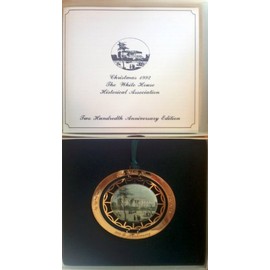 Christmas 1992
The White House
Historical Association
Two Hundredth Anniversary Edition